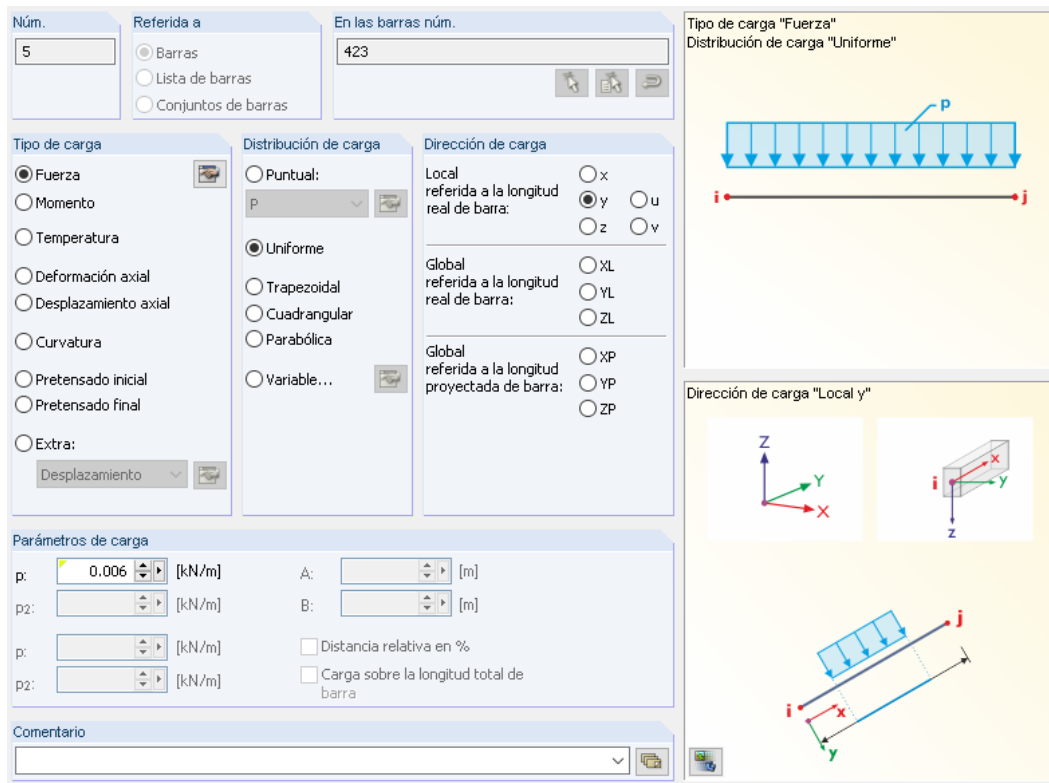 Núm.
5
Referida a
Barras
Lista de barras
Conjuntos de barras
En las barras núm.
423
Tipo de carga
Fuerza
Momento
Temperatura
Deformación axial
Desplazamiento axial
Curvatura
Pretensado inicial
Pretensado final
Extra:
Desplazamiento
Distribución de carga
Puntual:
P
Uniforme
Trapezoidal
Cuadrangular
Parabólica
Variable...
Dirección de carga
Local
referida a la longitud
real de barra:
x
y
u
z
v
Global
referida a la longitud
real de barra:
XL
YL
ZL
Global
referida a la longitud
proyectada de barra:
XP
YP
ZP
Parámetros de carga
p: 0.006 [kN/m]
A: [m]
p2: [kN/m]
B: [m]
p: [kN/m]
Distancia relativa en %
p2: [kN/m]
Carga sobre la longitud total de
barra
Comentario
Tipo de carga "Fuerza"
Distribución de carga "Uniforme"
p
i
j
Dirección de carga "Local y"
Z
Y
X
i
x
y
z
j
i
x
y